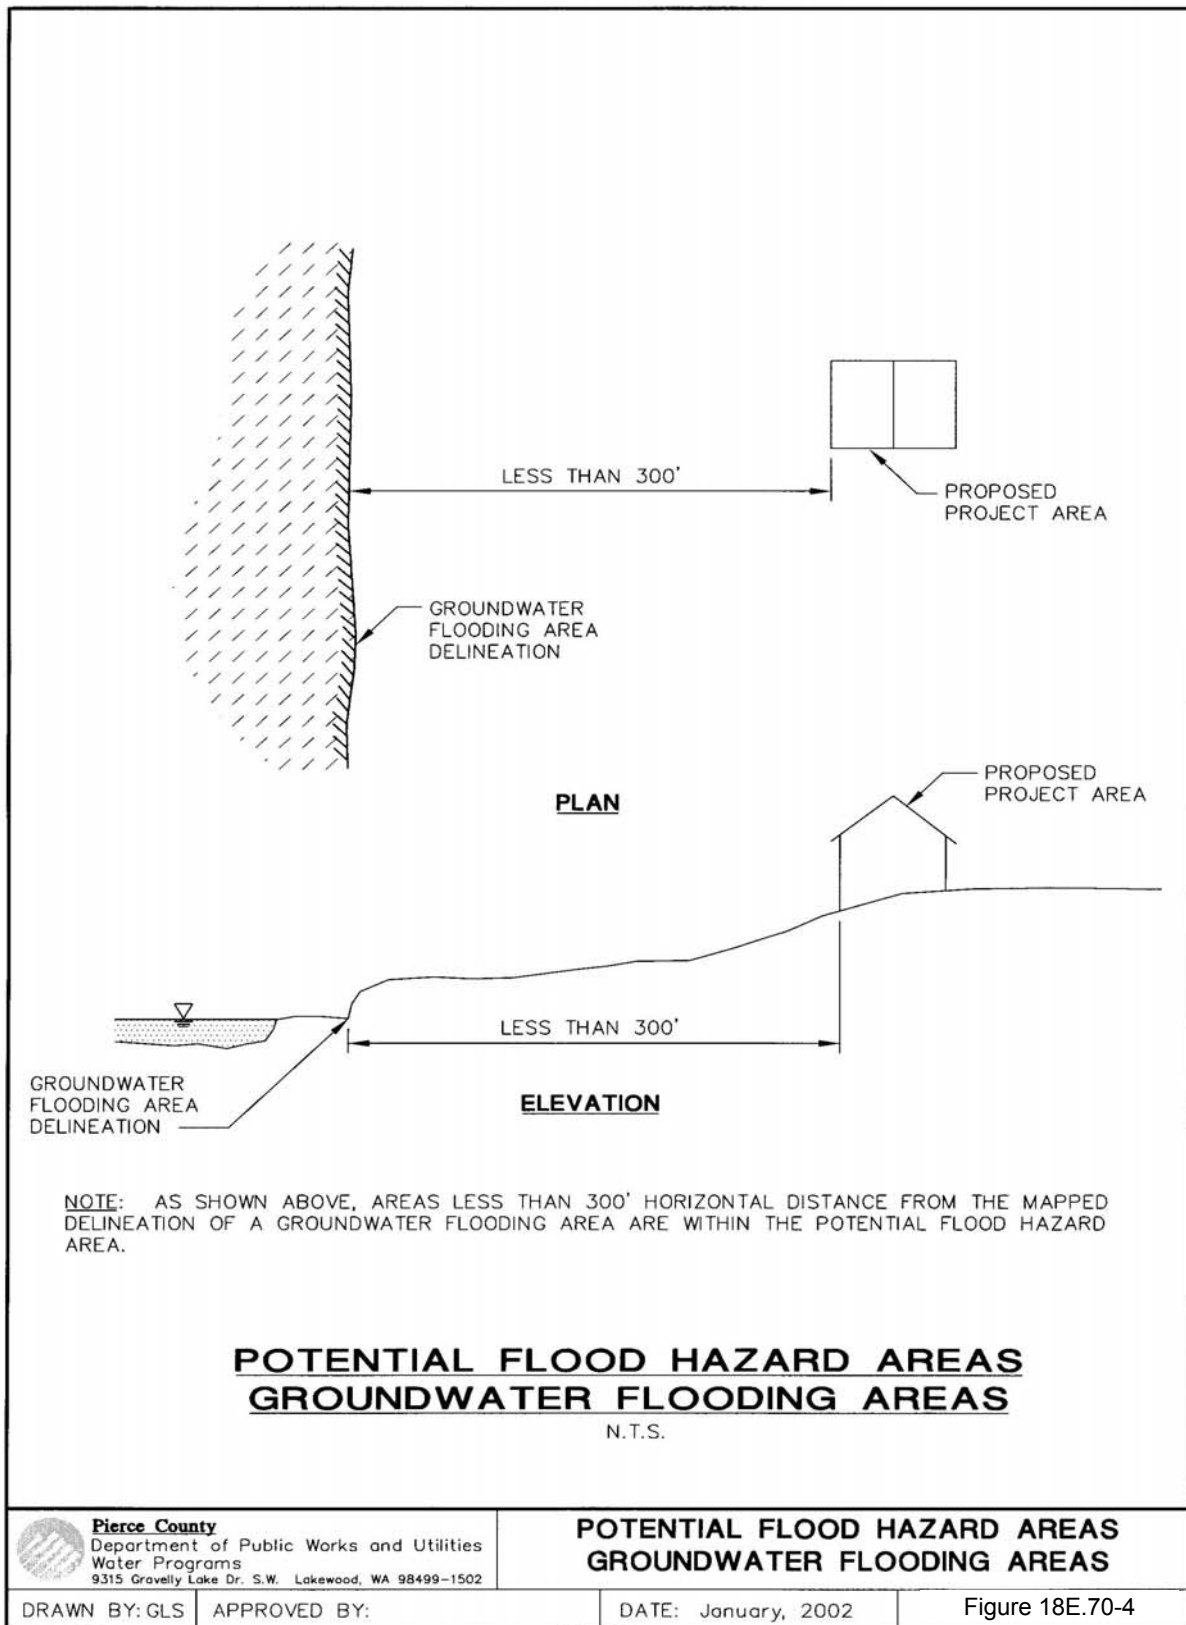 LESS THAN 300'
PROPOSED
PROJECT AREA
GROUNDWATER
FLOODING AREA
DELINEATION
PLAN
PROPOSED
PROJECT AREA
LESS THAN 300'
GROUNDWATER
FLOODING AREA
DELINEATION
ELEVATION
NOTE: AS SHOWN ABOVE, AREAS LESS THAN 300' HORIZONTAL DISTANCE FROM THE MAPPED
DELINEATION OF A GROUNDWATER FLOODING AREA ARE WITHIN THE POTENTIAL FLOOD HAZARD
AREA.
POTENTIAL FLOOD HAZARD AREAS
GROUNDWATER FLOODING AREAS
N.T.S.
Pierce County
Department of Public Works and Utilities
Water Programs
9315 Gravelly Lake Dr. S.W. Lakewood, WA 98499-1502
POTENTIAL FLOOD HAZARD AREAS
GROUNDWATER FLOODING AREAS
DRAWN BY: GLS
APPROVED BY:
DATE: January, 2002
Figure 18E.70-4